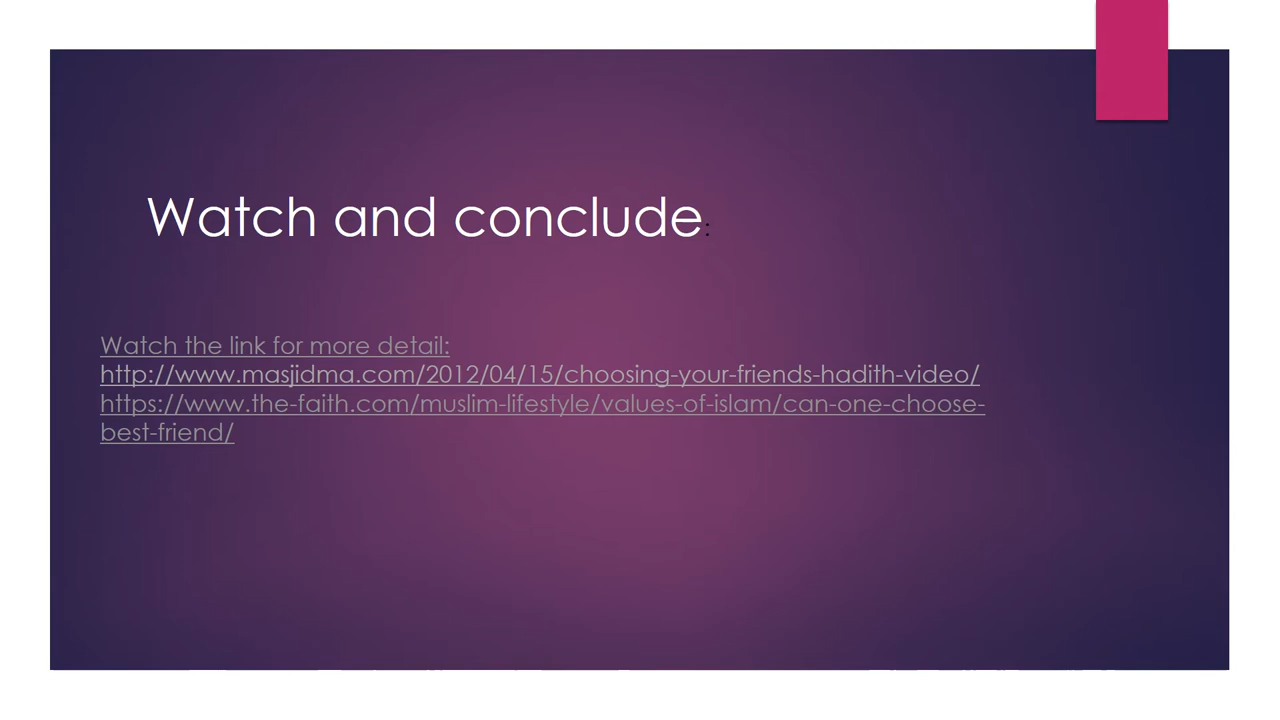 Watch and conclude:
Watch the link for more detail:
http://www.masjidma.com/2012/04/15/choosing-your-friends-hadith-video/
https://www.the-faith.com/muslim-lifestyle/values-of-islam/can-one-choose-
best-friend/